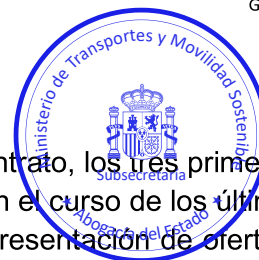 G
Ministerio de Transportes y Movilidad Sostenible
Subsecretaría
Abogacía del Estado
ntrato, los tres prime
n el curso de los últi
resentación de ofert